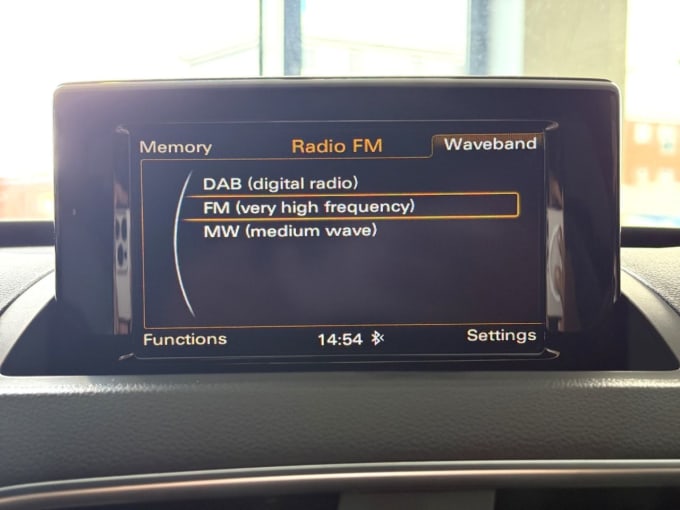 Memory Radio FM Waveband
DAB (digital radio)
FM (very high frequency)
MW (medium wave)
Functions 14:54 Settings